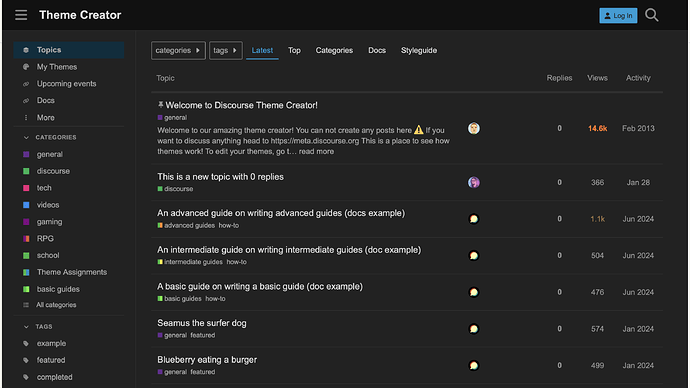 Theme Creator
Log In
Topics
My Themes
Upcoming events
Docs
More
CATEGORIES
general
discourse
tech
videos
gaming
RPG
school
Theme Assignments
basic guides
All categories
TAGS
example
featured
completed
categories
tags
Latest
Top
Categories
Docs
Styleguide
Topic Replies Views Activity
Welcome to Discourse Theme Creator!
general
Welcome to our amazing theme creator! You can not create any posts here ⚠️ If you
want to discuss anything head to https://meta.discourse.org This is a place to see how
themes work! To edit your themes, go t… read more
0 14.6k Feb 2013
This is a new topic with 0 replies
discourse
0 366 Jan 28
An advanced guide on writing advanced guides (docs example)
advanced guides how-to
0 1.1k Jun 2024
An intermediate guide on writing intermediate guides (doc example)
intermediate guides how-to
0 504 Jun 2024
A basic guide on writing a basic guide (doc example)
basic guides how-to
0 476 Jun 2024
Seamus the surfer dog
general featured
0 574 Jan 2024
Blueberry eating a burger
general featured
0 499 Jan 2024